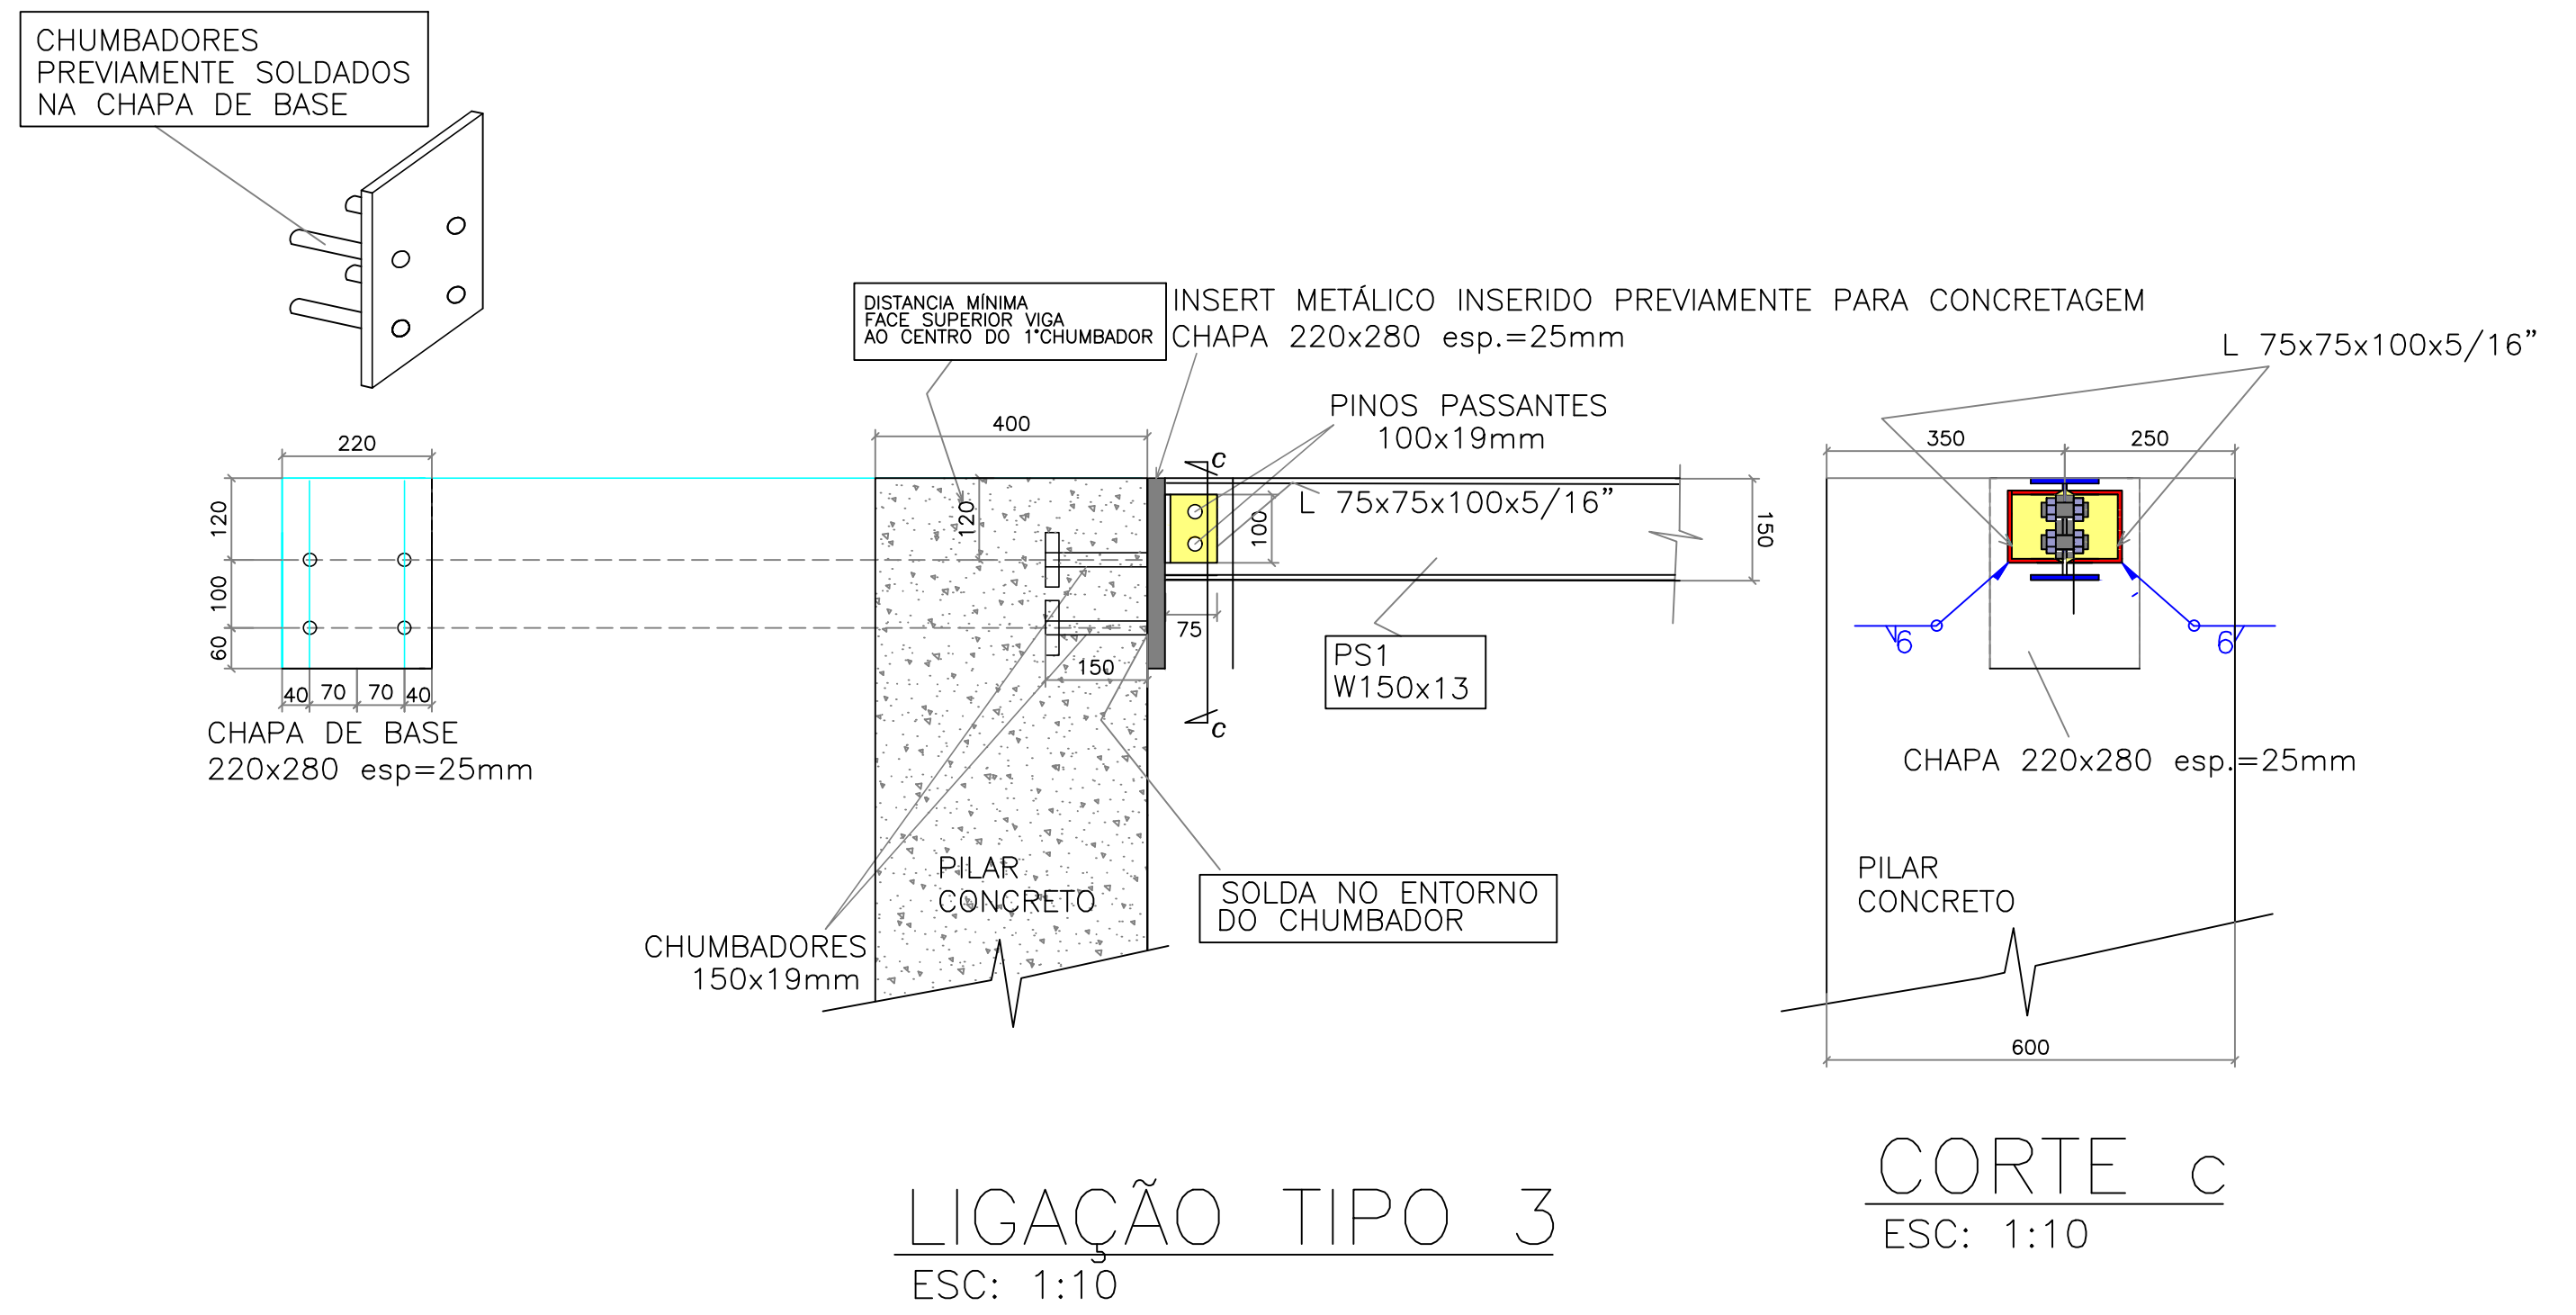 CHUMBADORES
PREVIAMENTE SOLDADOS
NA CHAPA DE BASE
DISTANCIA MÍNIMA
FACE SUPERIOR VIGA
AO CENTRO DO 1°CHUMBADOR
INSERT METÁLICO INSERIDO PREVIAMENTE PARA CONCRETAGEM
CHAPA 220x280 esp.=25mm
L 75x75x100x5/16”
PINOS PASSANTES
100x19mm
220
400
350
250
c
L 75x75x100x5/16”
120
100
60
120
100
150
75
150
40
70
70
40
CHAPA DE BASE
220x280 esp=25mm
PS1
W150x13
c
6
6
CHAPA 220x280 esp.=25mm
PILAR
CONCRETO
SOLDA NO ENTORNO
DO CHUMBADOR
CHUMBADORES
150x19mm
PILAR
CONCRETO
600
LIGAÇÃO TIPO 3
ESC: 1:10
CORTE c
ESC: 1:10